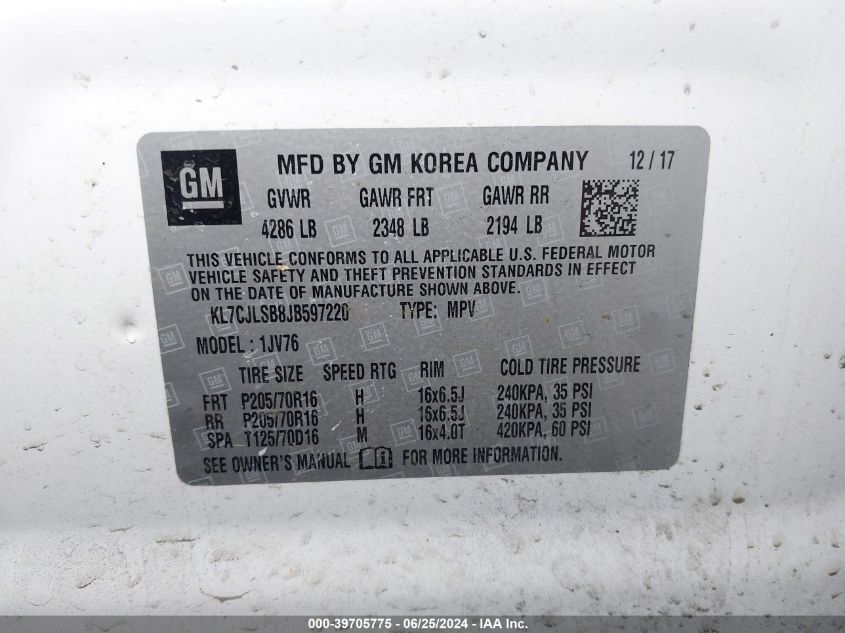 GM MFD BY GM KOREA COMPANY 12 / 17
GVWR GAWR FRT GAWR RR
4286 LB 2348 LB 2194 LB
THIS VEHICLE CONFORMS TO ALL APPLICABLE U.S. FEDERAL MOTOR
VEHICLE SAFETY AND THEFT PREVENTION STANDARDS IN EFFECT
ON THE DATE OF MANUFACTURE SHOWN ABOVE.
KL7CJLSB8JB597220 TYPE: MPV
MODEL : 1JV76
TIRE SIZE SPEED RTG RIM COLD TIRE PRESSURE
FRT P205/70R16 H 16x6.5J 240KPA, 35 PSI
RR P205/70R16 H 16x6.5J 240KPA, 35 PSI
SPA T125/70D16 M 16x4.0T 420KPA, 60 PSI
SEE OWNER'S MANUAL FOR MORE INFORMATION.
000-39705775 - 06/25/2024 - IAA Inc.